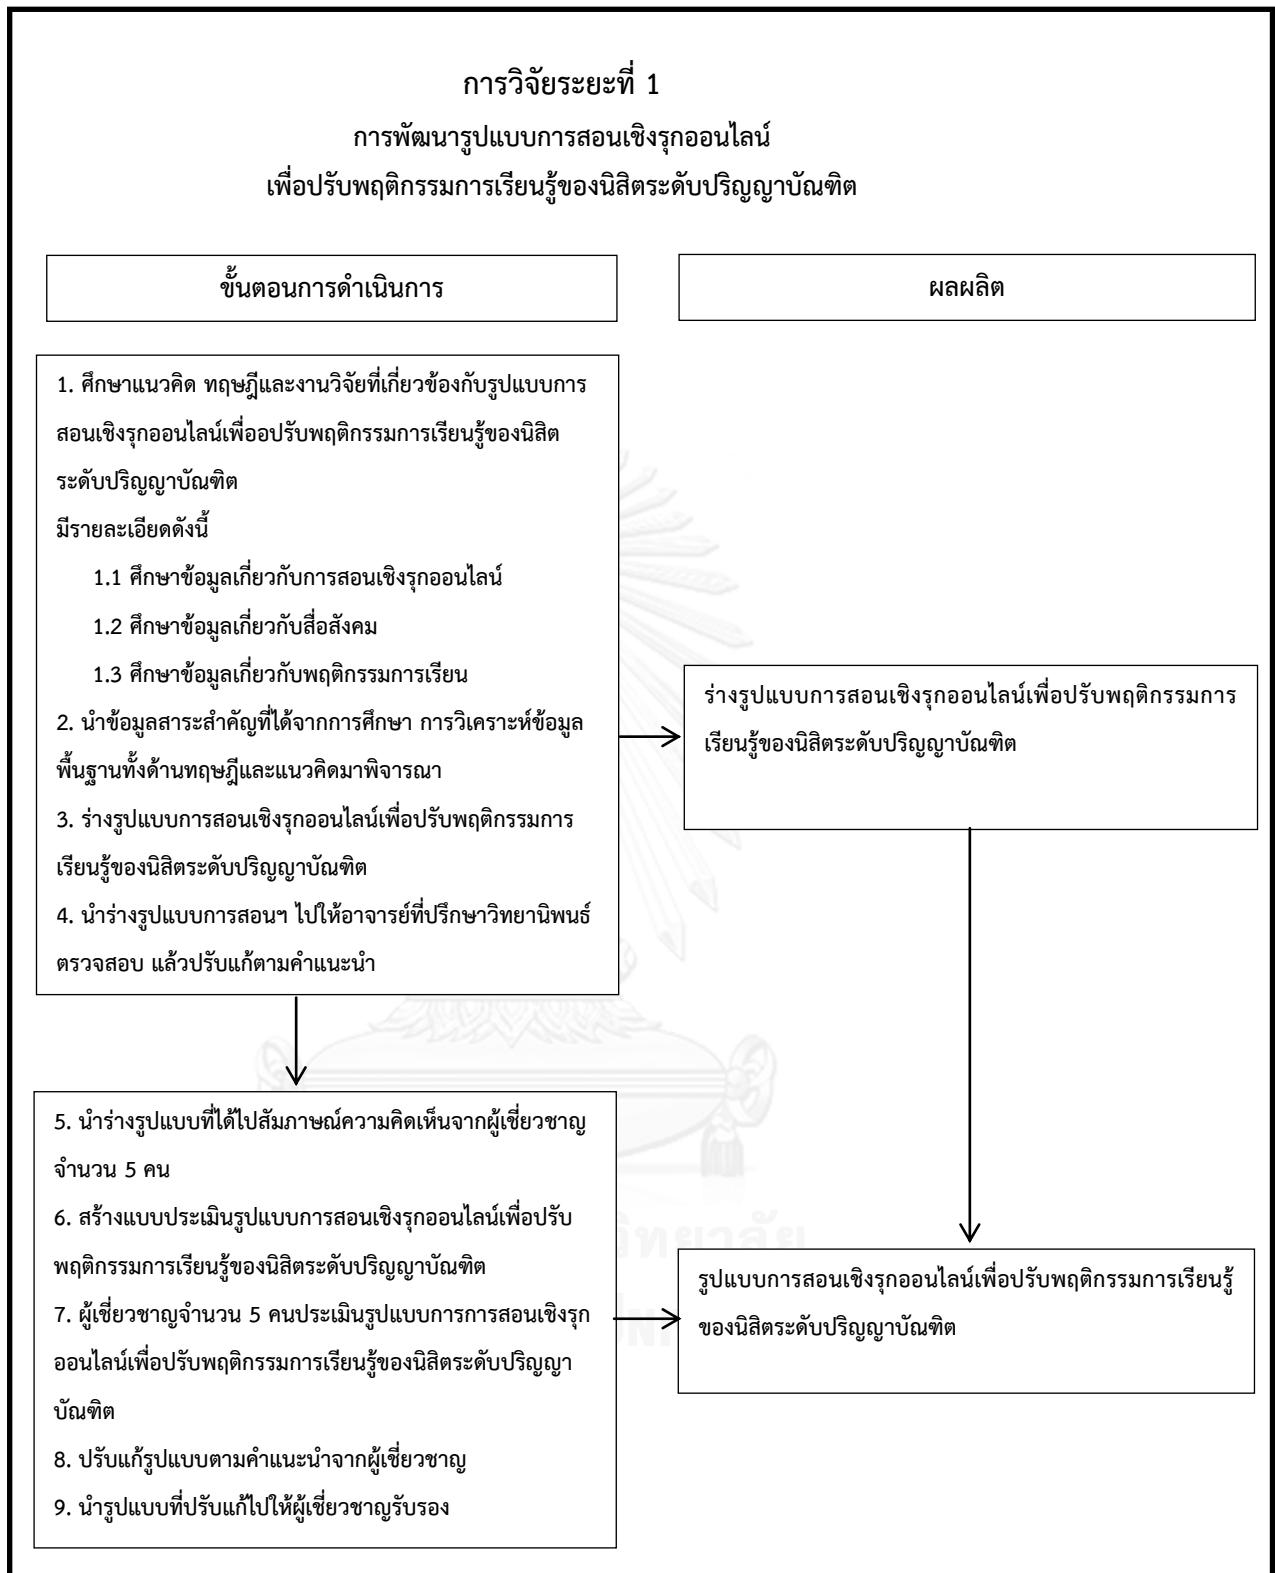 การวิจัยระยะที่ 1
การพัฒนารูปแบบการสอนเชิงรุกออนไลน์
เพื่อปรับพฤติกรรมการเรียนรู้ของนิสิตระดับปริญญาบัณฑิต
ขั้นตอนการดำเนินการ
ผลผลิต
1. ศึกษาแนวคิด ทฤษฎีและงานวิจัยที่เกี่ยวข้องกับรูปแบบการ
สอนเชิงรุกออนไลน์เพื่ออปรับพฤติกรรมการเรียนรู้ของนิสิต
ระดับปริญญาบัณฑิต
มีรายละเอียดดังนี้
1.1 ศึกษาข้อมูลเกี่ยวกับการสอนเชิงรุกออนไลน์
1.2 ศึกษาข้อมูลเกี่ยวกับสื่อสังคม
1.3 ศึกษาข้อมูลเกี่ยวกับพฤติกรรมการเรียน
2. นำข้อมูลสาระสำคัญที่ได้จากการศึกษา การวิเคราะห์ข้อมูล
พื้นฐานทั้งด้านทฤษฎีและแนวคิดมาพิจารณา
3. ร่างรูปแบบการสอนเชิงรุกออนไลน์เพื่อปรับพฤติกรรมการ
เรียนรู้ของนิสิตระดับปริญญาบัณฑิต
4. นำร่างรูปแบบการสอนฯ ไปให้อาจารย์ที่ปรึกษาวิทยานิพนธ์
ตรวจสอบ แล้วปรับแก้ตามคำแนะนำ
ร่างรูปแบบการสอนเชิงรุกออนไลน์เพื่อปรับพฤติกรรมการ
เรียนรู้ของนิสิตระดับปริญญาบัณฑิต
5. นำร่างรูปแบบที่ได้ไปสัมภาษณ์ความคิดเห็นจากผู้เชี่ยวชาญ
จำนวน 5 คน
6. สร้างแบบประเมินรูปแบบการสอนเชิงรุกออนไลน์เพื่อปรับ
พฤติกรรมการเรียนรู้ของนิสิตระดับปริญญาบัณฑิต
7. ผู้เชี่ยวชาญจำนวน 5 คนประเมินรูปแบบการการสอนเชิงรุก
ออนไลน์เพื่อปรับพฤติกรรมการเรียนรู้ของนิสิตระดับปริญญา
บัณฑิต
8. ปรับแก้รูปแบบตามคำแนะนำจากผู้เชี่ยวชาญ
9. นำรูปแบบที่ปรับแก้ไปให้ผู้เชี่ยวชาญรับรอง
รูปแบบการสอนเชิงรุกออนไลน์เพื่อปรับพฤติกรรมการเรียนรู้
ของนิสิตระดับปริญญาบัณฑิต